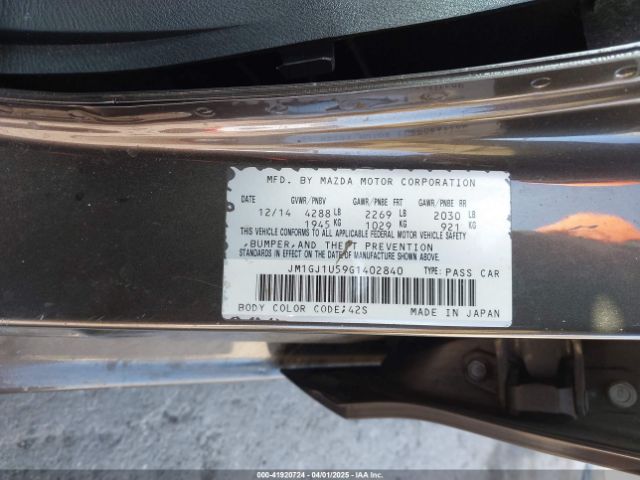 MFD. BY MAZDA MOTOR CORPORATION
DATE GVWR/PNBV GAWR/PNBE FRT GAWR/PNBE RR
12/14 4288 LB 2269 LB 2030 LB
1945 KG 1029 KG 921 KG
THIS VEHICLE CONFORMS TO ALL APPLICABLE FEDERAL MOTOR VEHICLE SAFETY
,BUMPER,AND THEFT PREVENTION
STANDARDS IN EFFECT ON THE DATE OF MANUFACTURE SHOWN ABOVE.
JM1GJ1U59G1402840 TYPE: PASS CAR
BODY COLOR CODE;42S MADE IN JAPAN
000-41920724 - 04/01/2025 - IAAI.COM